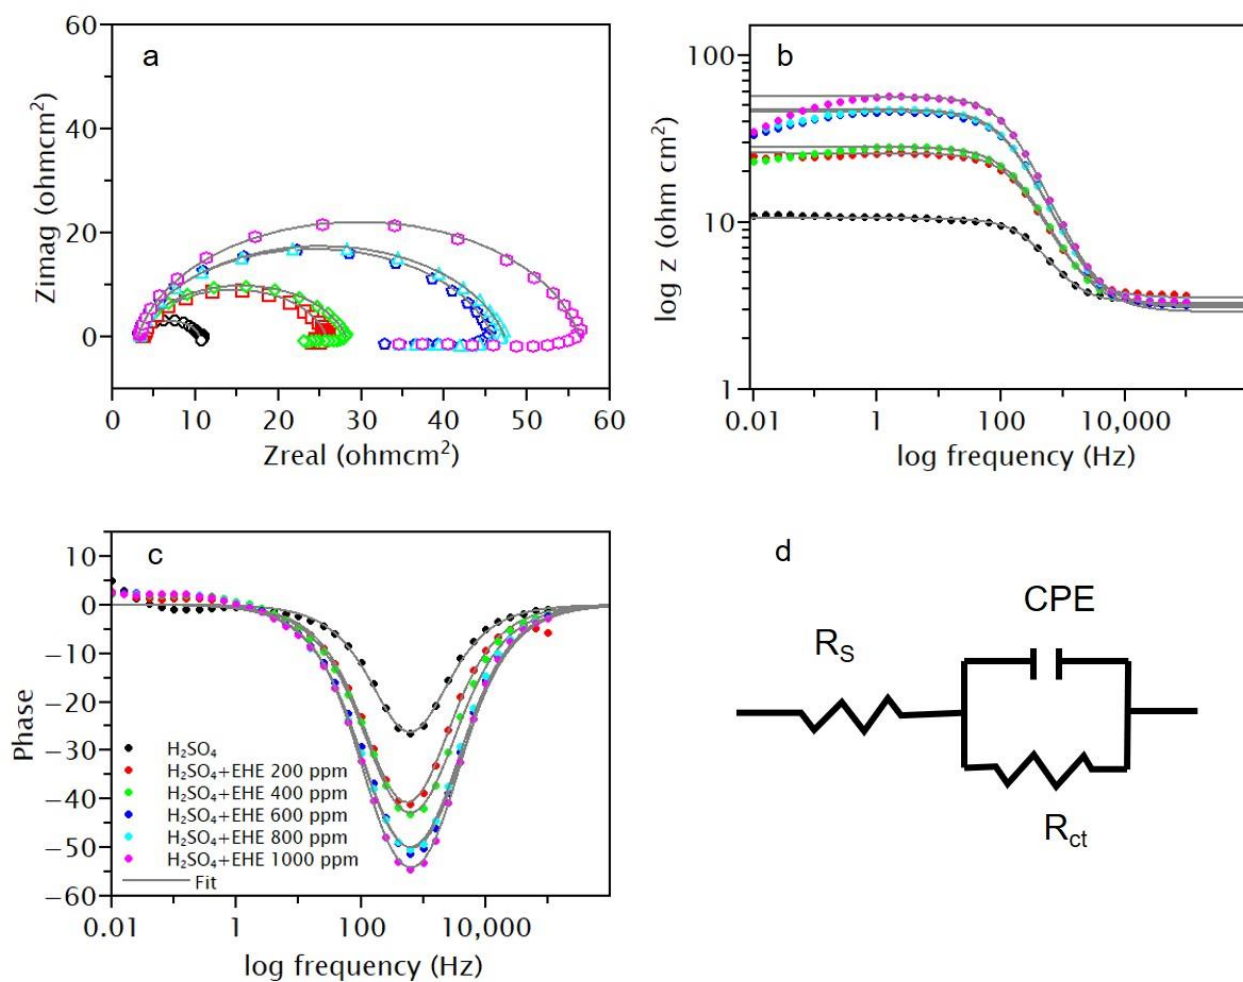 a
60
40
20
0
Zimag (ohmcm²)
0 10 20 30 40 50 60
Zreal (ohmcm²)
b
100
10
1
log z (ohm cm²)
0.01 1 100 10,000
log frequency (Hz)
c
10
0
−10
−20
−30
−40
−50
−60
Phase
H₂SO₄
H₂SO₄+EHE 200 ppm
H₂SO₄+EHE 400 ppm
H₂SO₄+EHE 600 ppm
H₂SO₄+EHE 800 ppm
H₂SO₄+EHE 1000 ppm
Fit
0.01 1 100 10,000
log frequency (Hz)
d
CPE
R_S
R_ct